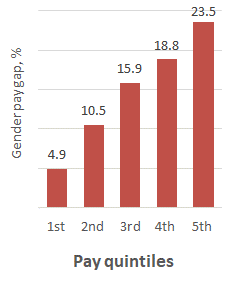 Gender pay gap, %
23.5
18.8
15.9
10.5
4.9
1st 2nd 3rd 4th 5th
Pay quintiles